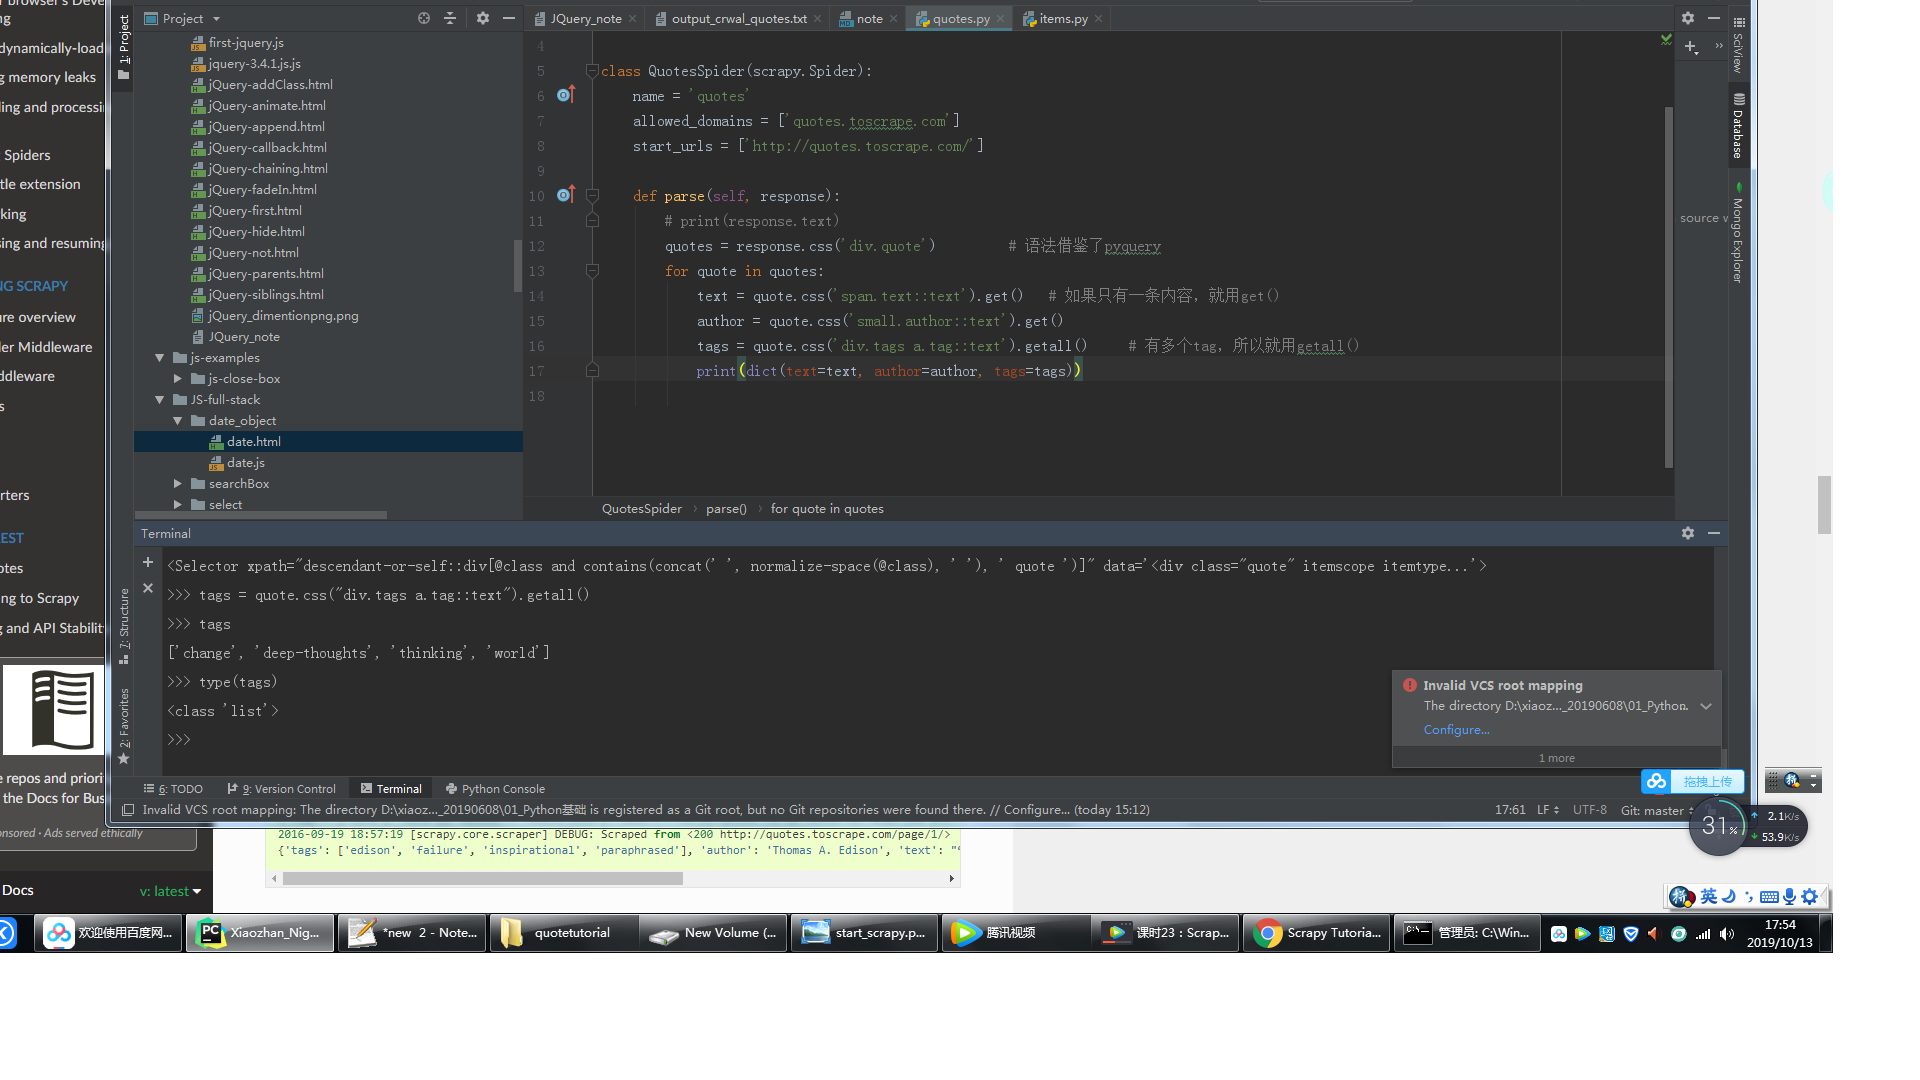 r browser's Deve
ng
dynamically-load
g memory leaks
ling and processi
Spiders
tle extension
king
sing and resuming
NG SCRAPY
ure overview
ler Middleware
ddleware
s
rters
EST
otes
ng to Scrapy
g and API Stabilit
e repos and priorit
the Docs for Bus
onsored · Ads served ethically
Docs
v: latest
1: Project
7: Structure
2: Favorites
Project
first-jquery.js
jquery-3.4.1.js.js
jQuery-addClass.html
jQuery-animate.html
jQuery-append.html
jQuery-callback.html
jQuery-chaining.html
jQuery-fadeIn.html
jQuery-first.html
jQuery-hide.html
jQuery-not.html
jQuery-parents.html
jQuery-siblings.html
jQuery_dimentionpng.png
JQuery_note
js-examples
js-close-box
JS-full-stack
date_object
date.html
date.js
searchBox
select
JQuery_note
output_crwal_quotes.txt
note
quotes.py
items.py
4
5 class QuotesSpider(scrapy.Spider):
6 name = 'quotes'
7 allowed_domains = ['quotes.toscrape.com']
8 start_urls = ['http://quotes.toscrape.com/']
9
10 def parse(self, response):
11 # print(response.text)
12 quotes = response.css('div.quote') # 语法借鉴了pyquery
13 for quote in quotes:
14 text = quote.css('span.text::text').get() # 如果只有一条内容，就用get()
15 author = quote.css('small.author::text').get()
16 tags = quote.css('div.tags a.tag::text').getall() # 有多个tag，所以就用getall()
17 print(dict(text=text, author=author, tags=tags))
18
QuotesSpider › parse() › for quote in quotes
source w
SciView
Database
Mongo Explorer
Terminal
<Selector xpath="descendant-or-self::div[@class and contains(concat(' ', normalize-space(@class), ' '), ' quote ')]" data='<div class="quote" itemscope itemtype...'>
>>> tags = quote.css("div.tags a.tag::text").getall()
>>> tags
['change', 'deep-thoughts', 'thinking', 'world']
>>> type(tags)
<class 'list'>
>>>
Invalid VCS root mapping
The directory D:\xiaoz..._20190608\01_Python.
Configure...
1 more
拖拽上传
6: TODO
9: Version Control
Terminal
Python Console
Invalid VCS root mapping: The directory D:\xiaoz..._20190608\01_Python基础 is registered as a Git root, but no Git repositories were found there. // Configure... (today 15:12)
17:61
LF
UTF-8
Git: master
31%
2.1K/s
53.9K/s
2016-09-19 18:57:19 [scrapy.core.scraper] DEBUG: Scraped from <200 http://quotes.toscrape.com/page/1/>
{'tags': ['edison', 'failure', 'inspirational', 'paraphrased'], 'author': 'Thomas A. Edison', 'text': "“
拼 英
欢迎使用百度网...
Xiaozhan_Nig...
*new 2 - Note...
quotetutorial
New Volume (...
start_scrapy.p...
腾讯视频
课时23：Scrap...
Scrapy Tutoria...
管理员: C:\Win...
17:54
2019/10/13